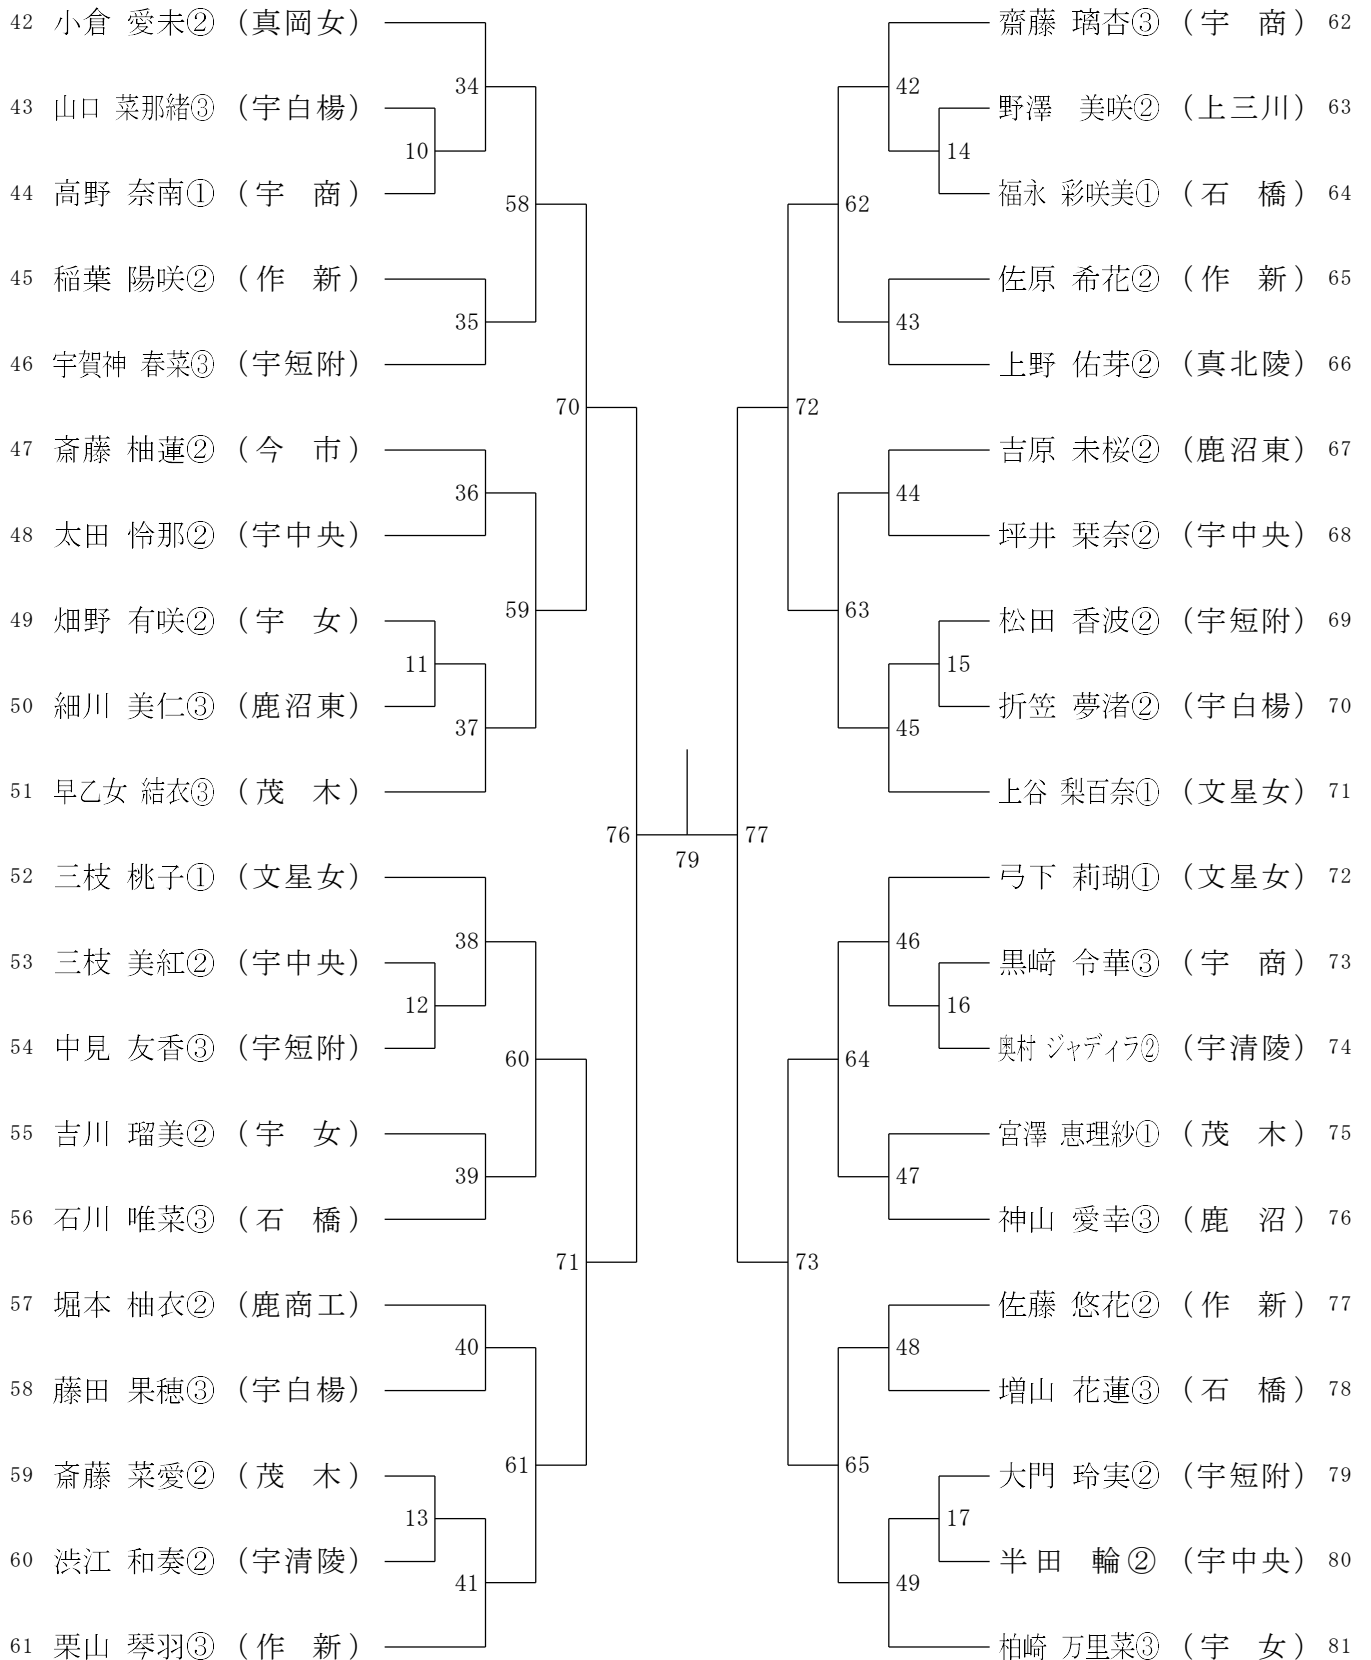 42 小倉 愛未② (真岡女)
43 山口 菜那緒③ (宇白楊)
44 高野 奈南① (宇 商)
45 稲葉 陽咲② (作 新)
46 宇賀神 春菜③ (宇短附)
47 斎藤 柚蓮② (今 市)
48 太田 怜那② (宇中央)
49 畑野 有咲② (宇 女)
50 細川 美仁③ (鹿沼東)
51 早乙女 結衣③ (茂 木)
52 三枝 桃子① (文星女)
53 三枝 美紅② (宇中央)
54 中見 友香③ (宇短附)
55 吉川 瑠美② (宇 女)
56 石川 唯菜③ (石 橋)
57 堀本 柚衣② (鹿商工)
58 藤田 果穂③ (宇白楊)
59 斎藤 菜愛② (茂 木)
60 渋江 和奏② (宇清陵)
61 栗山 琴羽③ (作 新)
10
11
12
13
34
35
36
37
38
39
40
41
58
59
60
61
70
71
76
79
77
72
73
62
63
64
65
42
43
44
45
46
47
48
49
14
15
16
17
齋藤 璃杏③ (宇 商) 62
野澤 美咲② (上三川) 63
福永 彩咲美① (石 橋) 64
佐原 希花② (作 新) 65
上野 佑芽② (真北陵) 66
吉原 未桜② (鹿沼東) 67
坪井 栞奈② (宇中央) 68
松田 香波② (宇短附) 69
折笠 夢渚② (宇白楊) 70
上谷 梨百奈① (文星女) 71
弓下 莉瑚① (文星女) 72
黒﨑 令華③ (宇 商) 73
奥村 ジャディラ② (宇清陵) 74
宮澤 恵理紗① (茂 木) 75
神山 愛幸③ (鹿 沼) 76
佐藤 悠花② (作 新) 77
増山 花蓮③ (石 橋) 78
大門 玲実② (宇短附) 79
半田 輪② (宇中央) 80
柏崎 万里菜③ (宇 女) 81